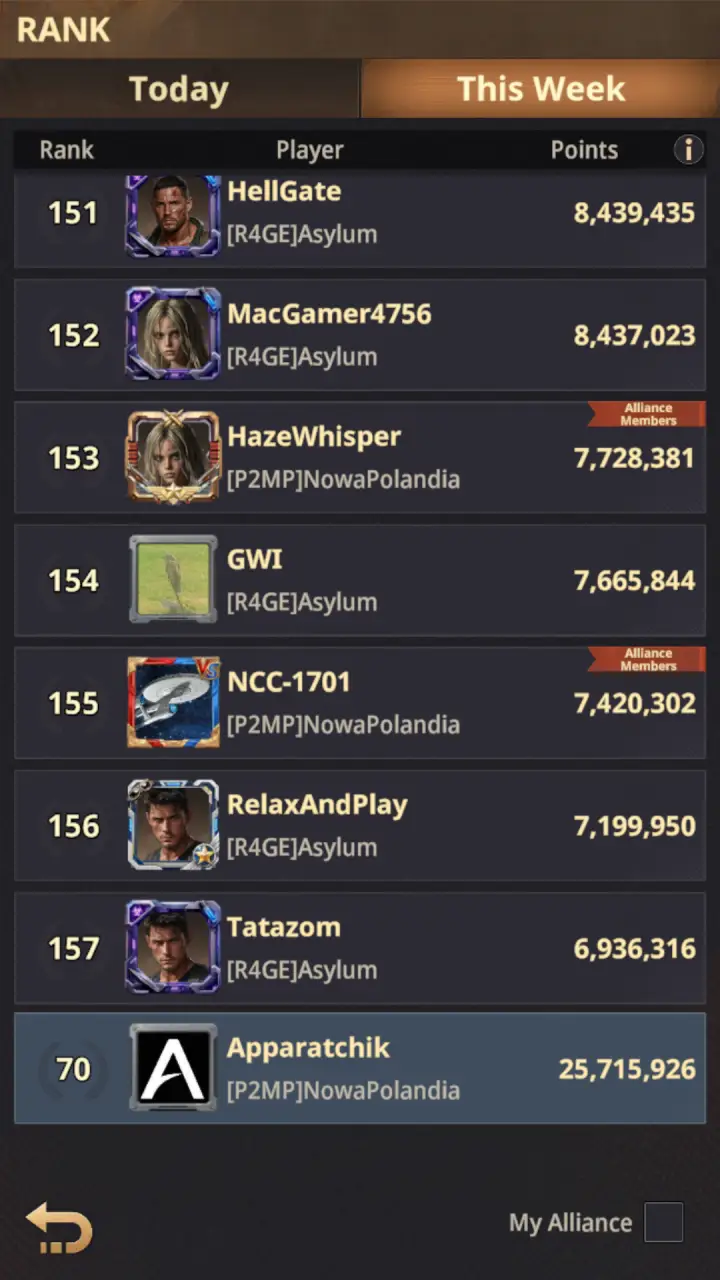 RANK
Today
This Week
Rank
Player
Points
151
HellGate
[R4GE]Asylum
8,439,435
152
MacGamer4756
[R4GE]Asylum
8,437,023
153
HazeWhisper
[P2MP]NowaPolandia
Alliance
Members
7,728,381
154
GWI
[R4GE]Asylum
7,665,844
155
VS
NCC-1701
[P2MP]NowaPolandia
Alliance
Members
7,420,302
156
RelaxAndPlay
[R4GE]Asylum
7,199,950
157
Tatazom
[R4GE]Asylum
6,936,316
70
A
Apparatchik
[P2MP]NowaPolandia
25,715,926
My Alliance